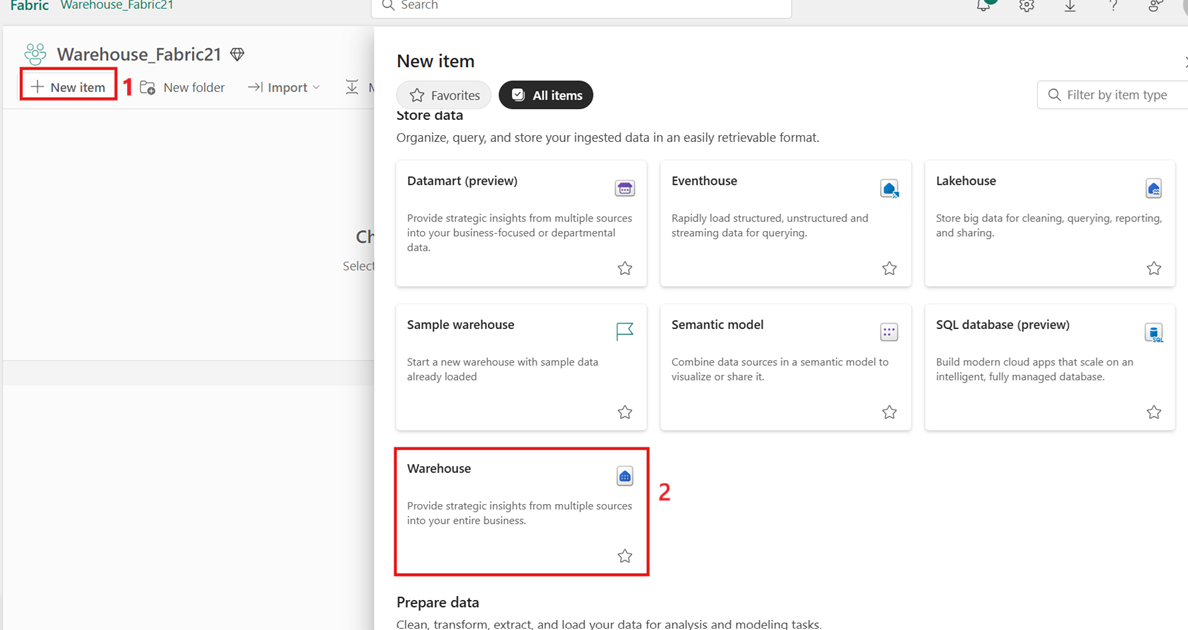 Fabric Warehouse_Fabric21
Search
Warehouse_Fabric21
New item 1 New folder Import
New item
Favorites All items
Filter by item type
Store data
Organize, query, and store your ingested data in an easily retrievable format.
Datamart (preview)
Provide strategic insights from multiple sources
into your business-focused or departmental
data.
Eventhouse
Rapidly load structured, unstructured and
streaming data for querying.
Lakehouse
Store big data for cleaning, querying, reporting,
and sharing.
Sample warehouse
Start a new warehouse with sample data
already loaded
Semantic model
Combine data sources in a semantic model to
visualize or share it.
SQL database (preview)
SQL
Build modern cloud apps that scale on an
intelligent, fully managed database.
Warehouse
Provide strategic insights from multiple sources
into your entire business.
2
Prepare data
Clean, transform, extract, and load your data for analysis and modeling tasks.